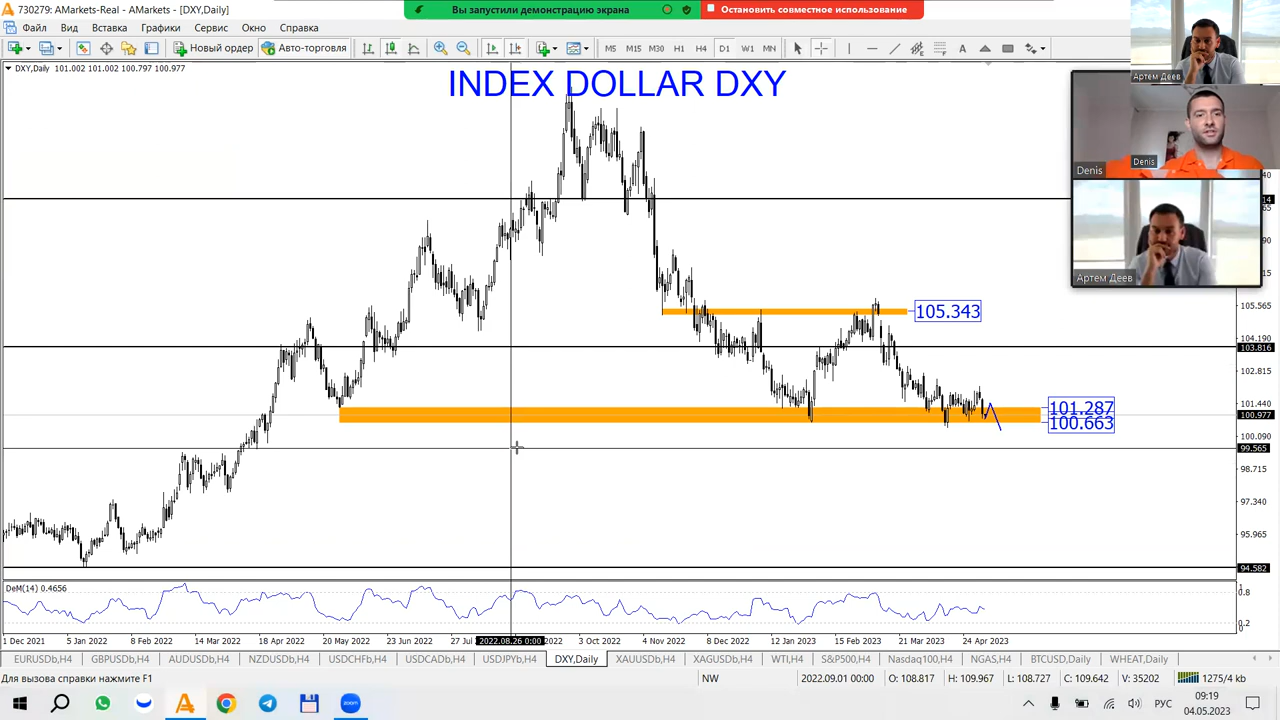 730279: AMarkets-Real - AMarkets - [DXY,Daily]
Вы запустили демонстрацию экрана
Остановить совместное использование
Файл Вид Вставка Графики Сервис Окно Справка
Новый ордер Авто-торговля M5 M15 M30 H1 H4 D1 W1 MN A
DXY,Daily 101.002 101.002 100.797 100.977
INDEX DOLLAR DXY
Артем Деев
Denis
Denis
Артем Деев
105.343
101.287
100.663
105.565
104.190
103.816
102.815
101.440
100.977
100.090
99.565
98.715
97.340
95.965
94.582
DeM(14) 0.4656
1
0.8
0.2
0
1 Dec 2021 5 Jan 2022 8 Feb 2022 14 Mar 2022 18 Apr 2022 20 May 2022 23 Jun 2022 27 Jul 2022.08.26 0:00 2022 3 Oct 2022 4 Nov 2022 8 Dec 2022 12 Jan 2023 15 Feb 2023 21 Mar 2023 24 Apr 2023
EURUSDb,H4 GBPUSDb,H4 AUDUSDb,H4 NZDUSDb,H4 USDCHFb,H4 USDCADb,H4 USDJPYb,H4 DXY,Daily XAUUSDb,H4 XAGUSDb,H4 WTI,H4 S&P500,H4 Nasdaq100,H4 NGAS,H4 BTCUSD,Daily WHEAT,Daily
Для вызова справки нажмите F1 NW 2022.09.01 00:00 O: 108.817 H: 109.967 L: 108.727 C: 109.642 V: 35202 1275/4 kb
zoom
РУС
09:19
04.05.2023